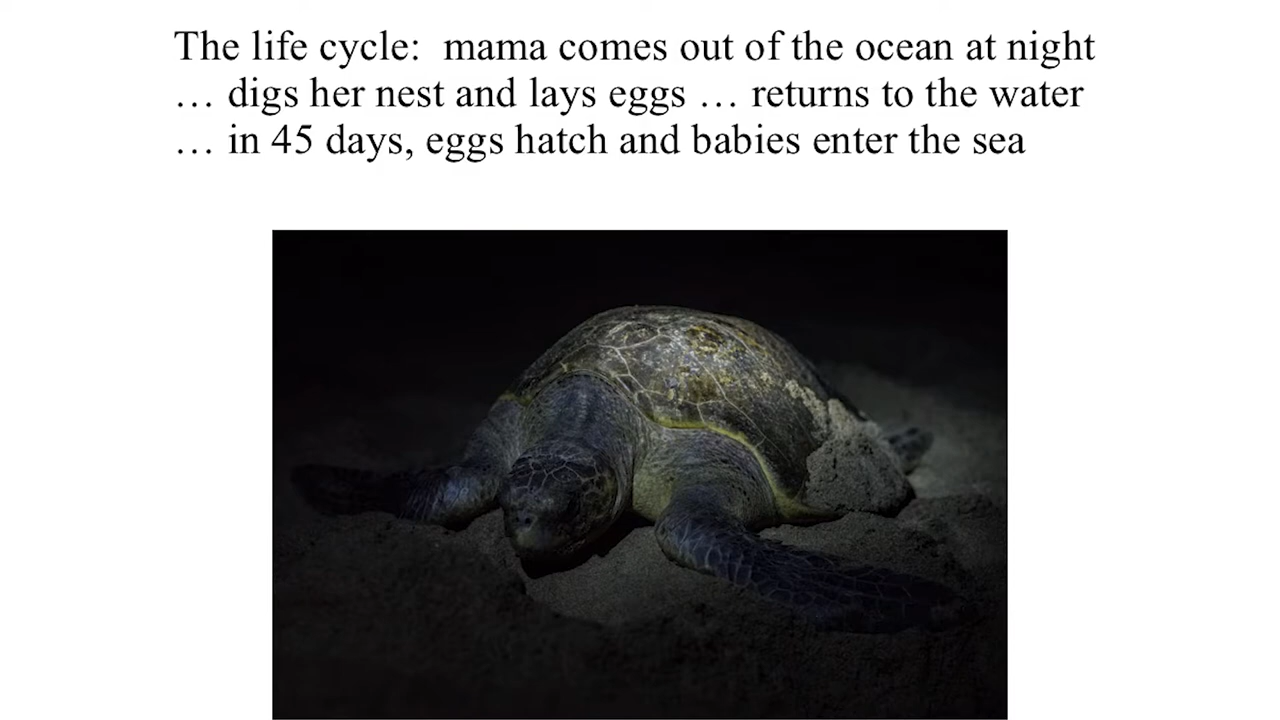 The life cycle:  mama comes out of the ocean at night
… digs her nest and lays eggs … returns to the water
… in 45 days, eggs hatch and babies enter the sea